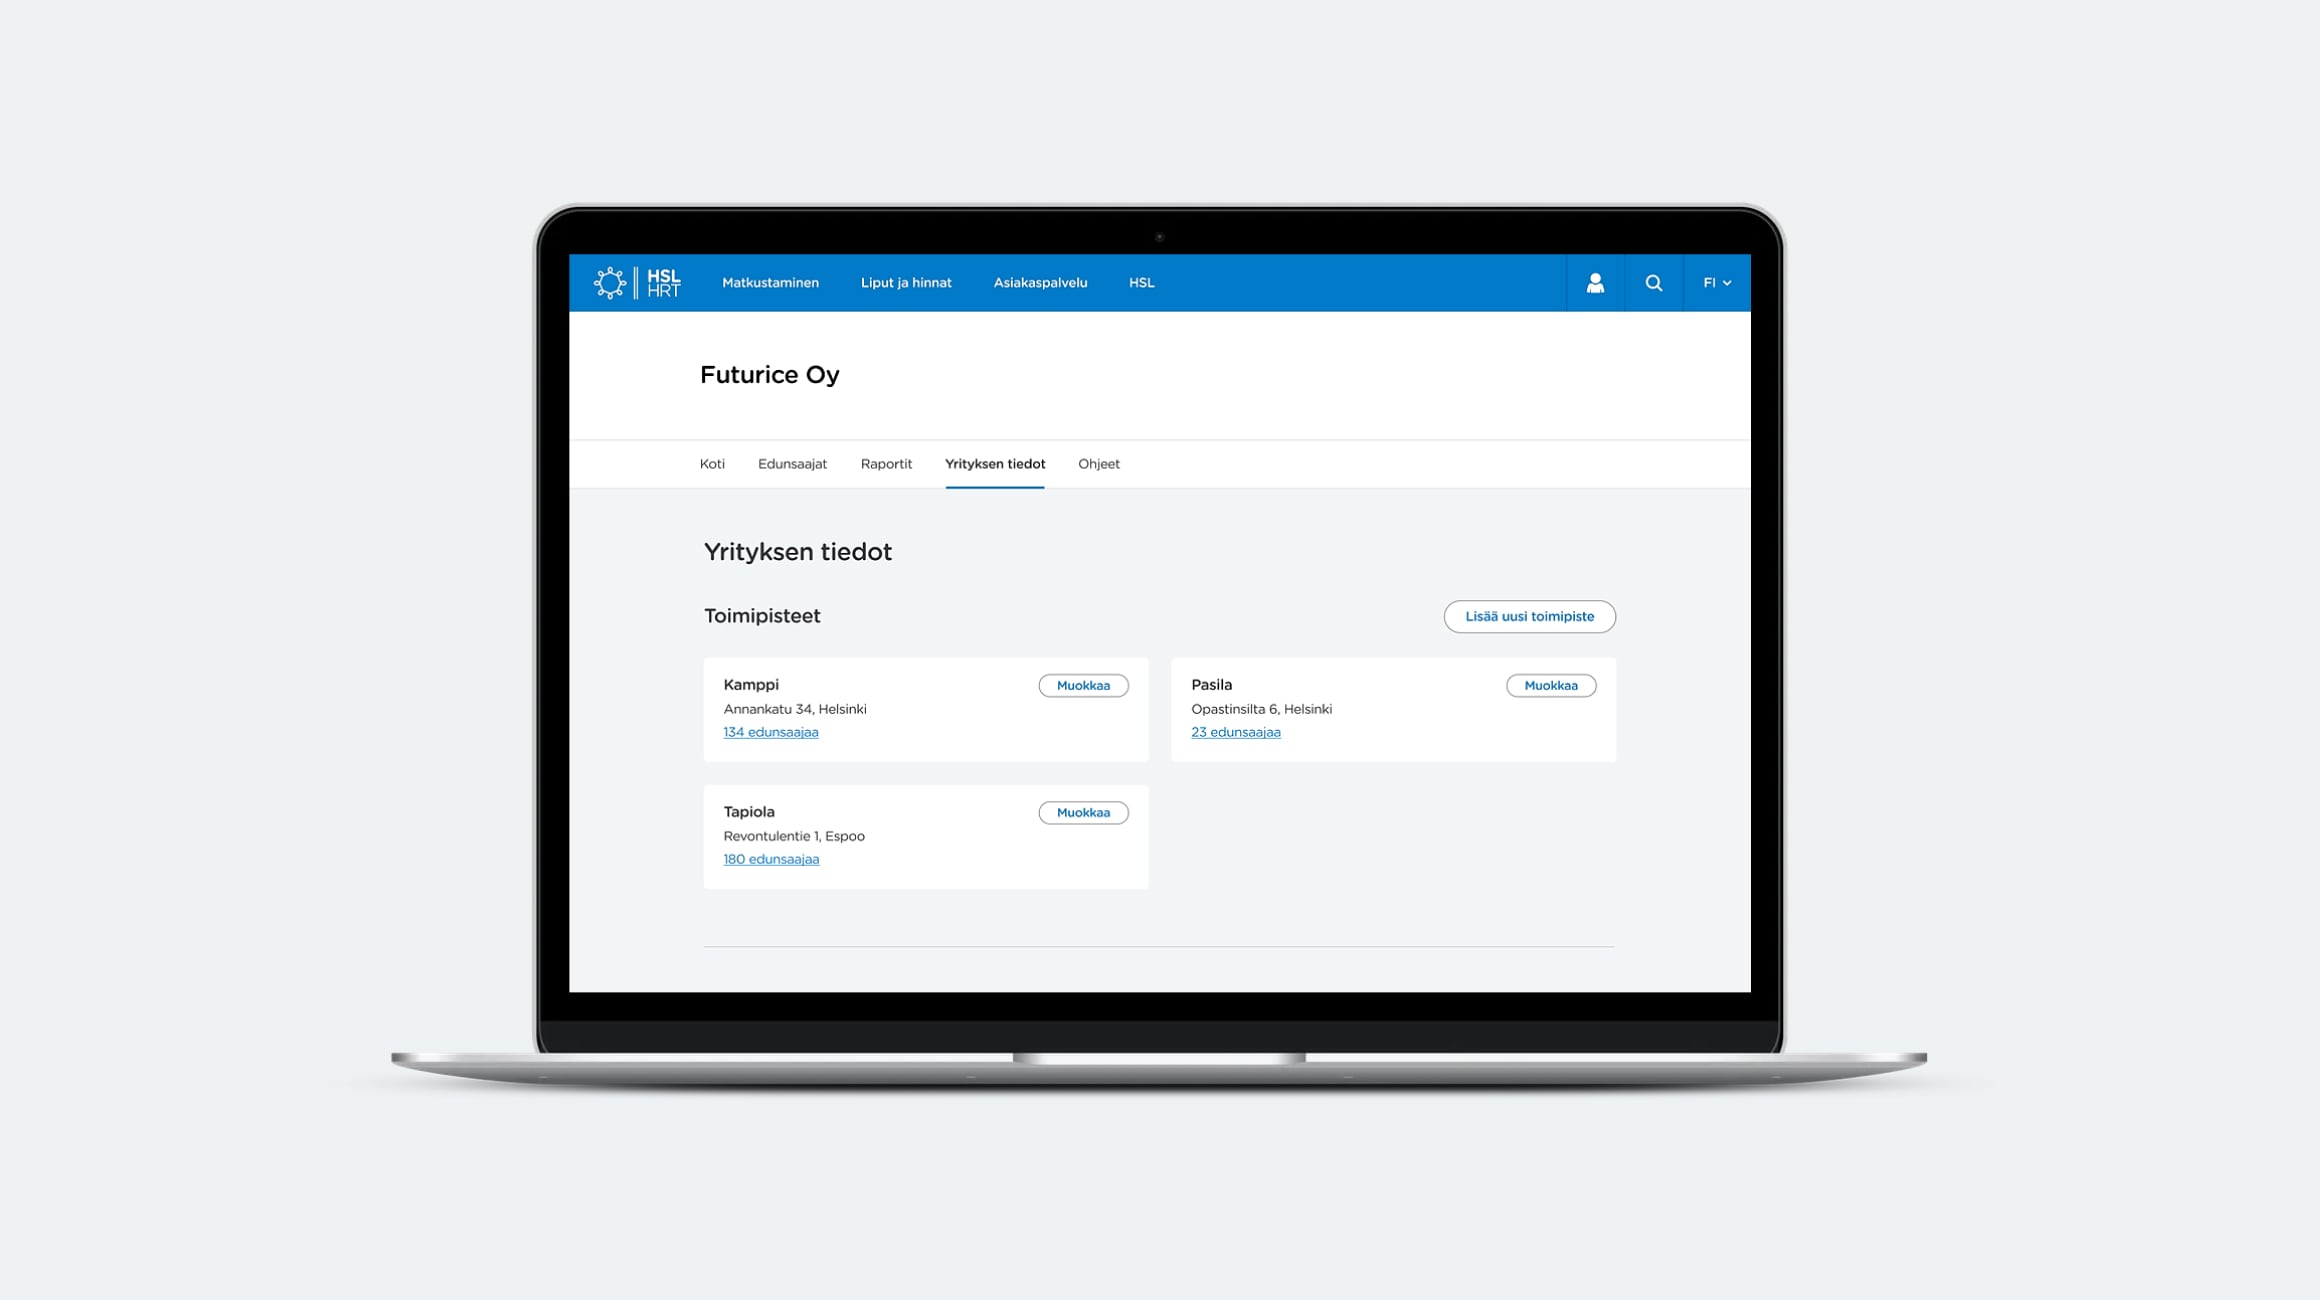 HSL
HRT
Matkustaminen
Liput ja hinnat
Asiakaspalvelu
HSL
FI
Futurice Oy
Koti
Edunsaajat
Raportit
Yrityksen tiedot
Ohjeet
Yrityksen tiedot
Toimipisteet
Lisää uusi toimipiste
Kamppi
Muokkaa
Annankatu 34, Helsinki
134 edunsaajaa
Pasila
Muokkaa
Opastinsilta 6, Helsinki
23 edunsaajaa
Tapiola
Muokkaa
Revontulentie 1, Espoo
180 edunsaajaa